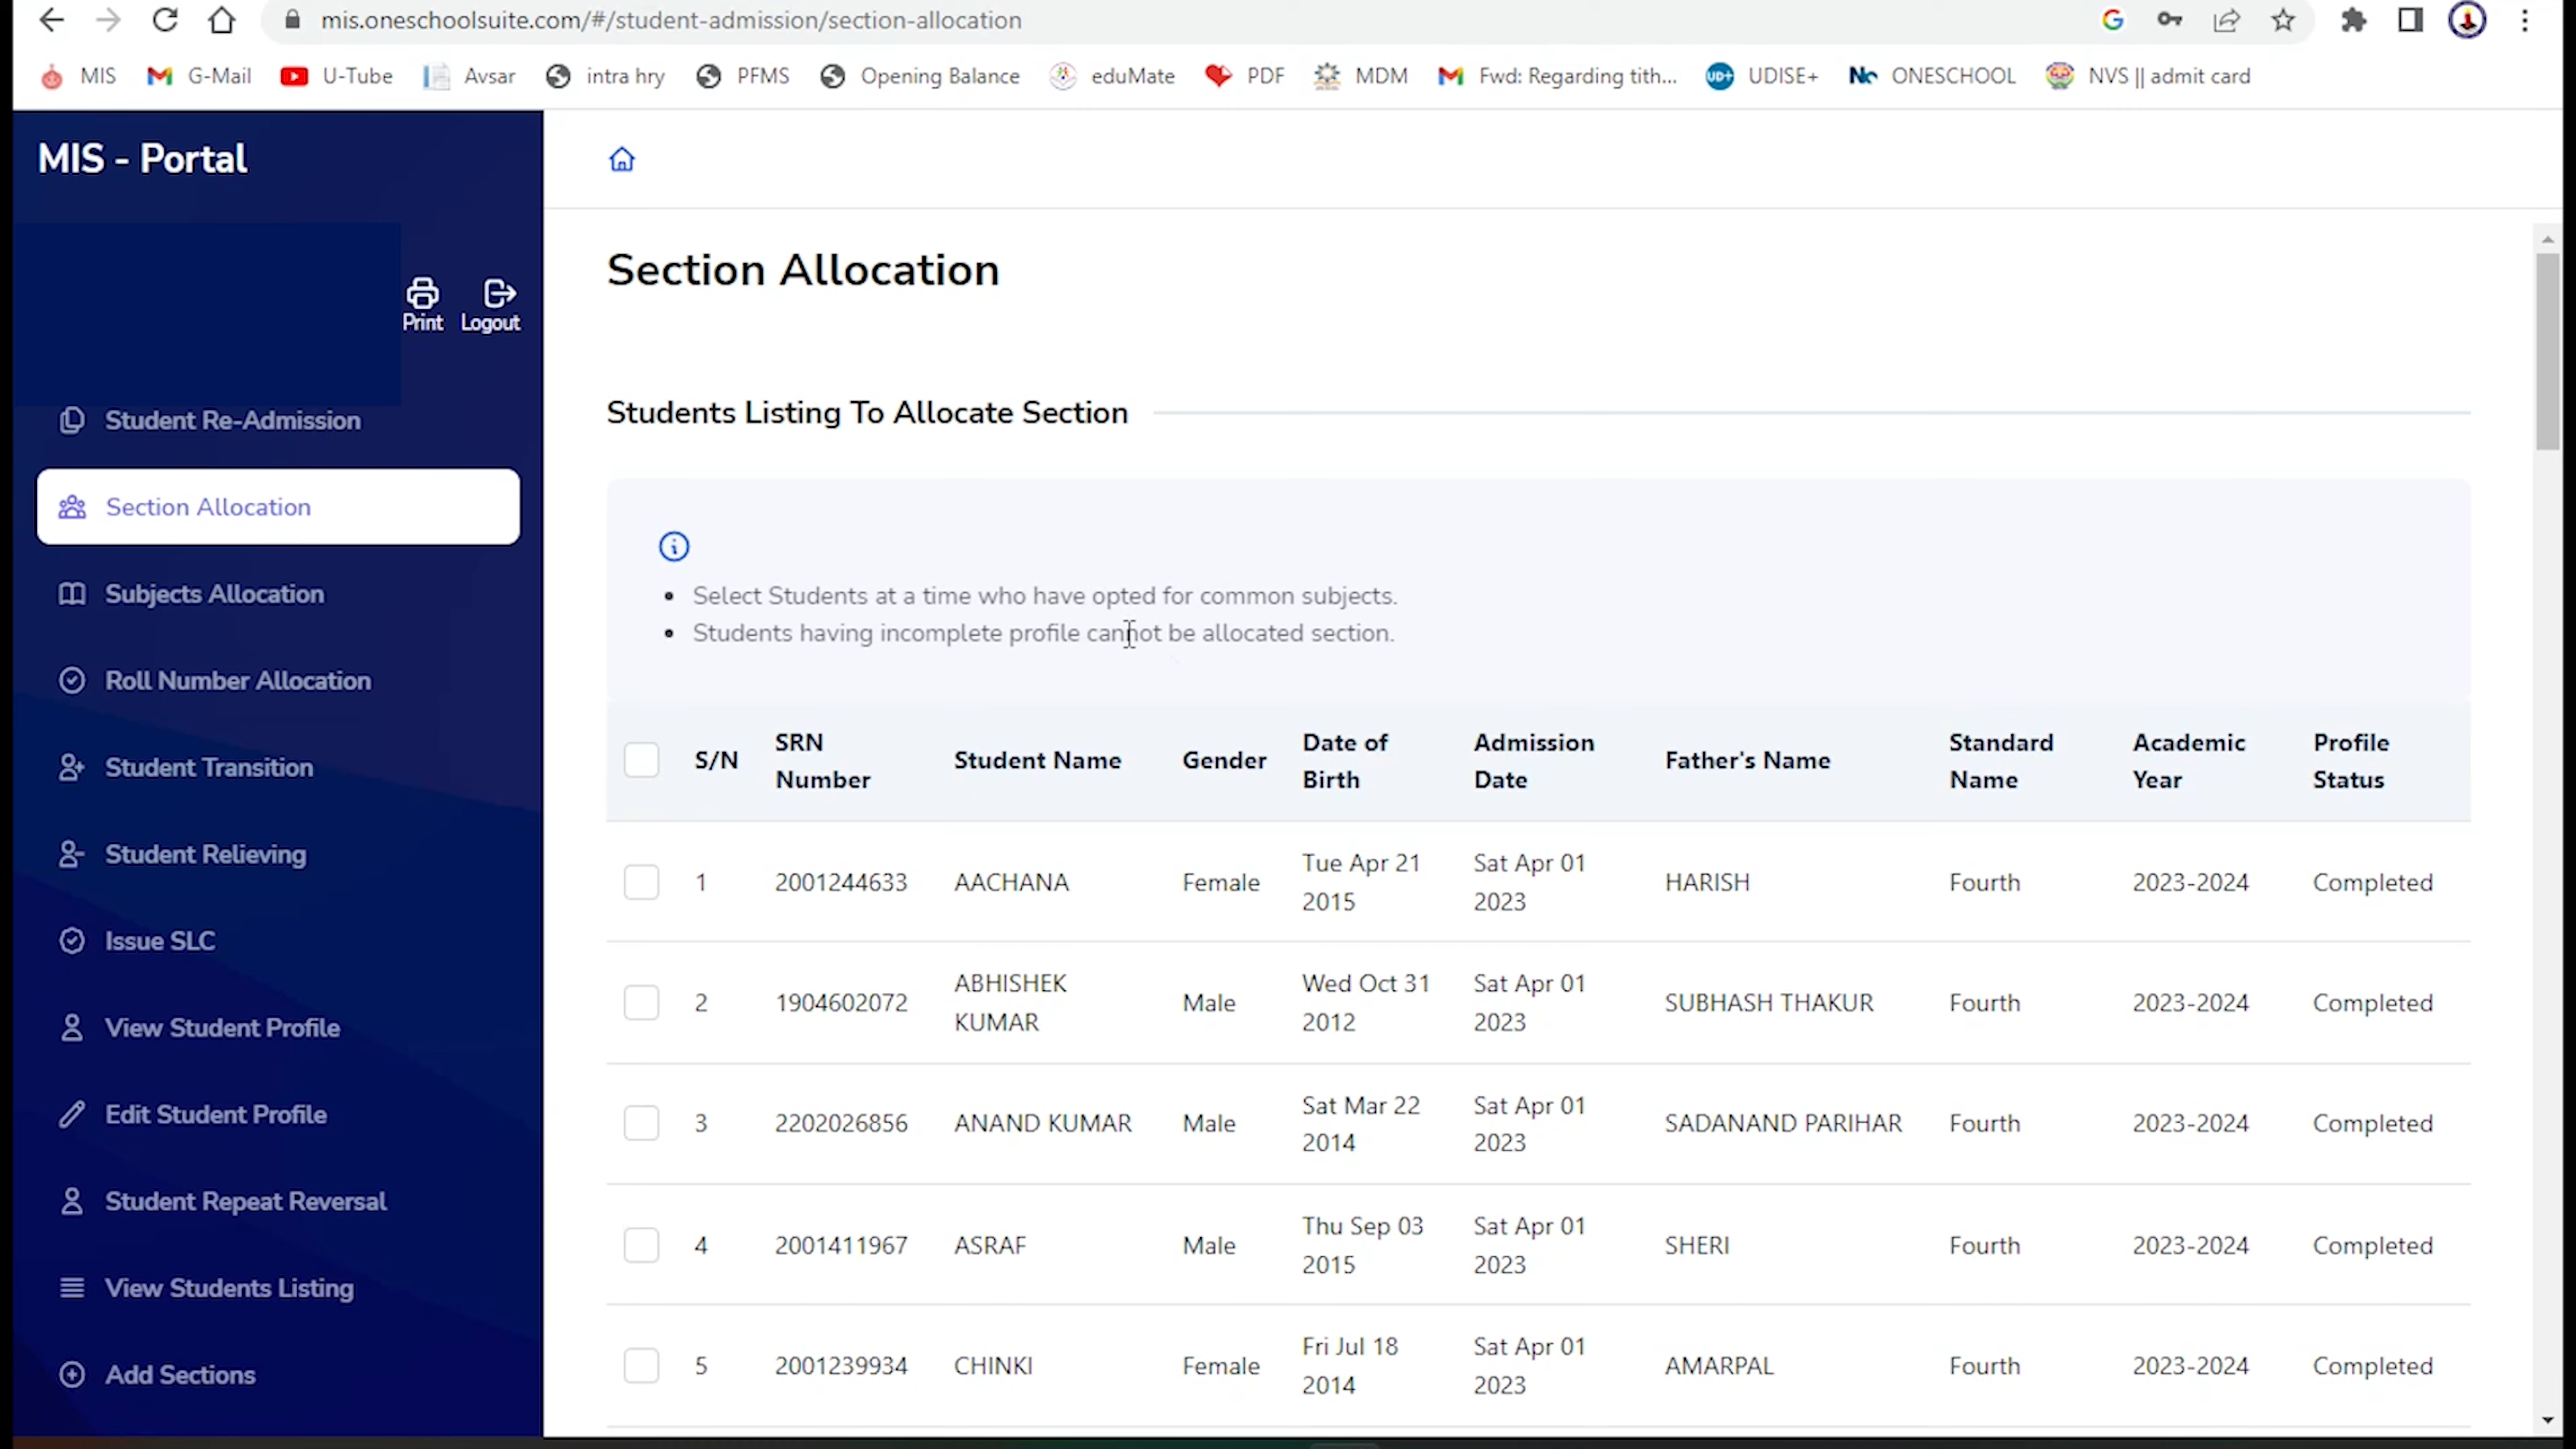 mis.oneschoolsuite.com/#/student-admission/section-allocation
MIS G-Mail U-Tube Avsar intra hry PFMS Opening Balance eduMate PDF MDM Fwd: Regarding tith... UDISE+ ONESCHOOL NVS || admit card
MIS - Portal
Print Logout
Student Re-Admission
Section Allocation
Subjects Allocation
Roll Number Allocation
Student Transition
Student Relieving
Issue SLC
View Student Profile
Edit Student Profile
Student Repeat Reversal
View Students Listing
Add Sections
Section Allocation
Students Listing To Allocate Section
Select Students at a time who have opted for common subjects.
Students having incomplete profile cannot be allocated section.
S/N SRN Number Student Name Gender Date of Birth Admission Date Father's Name Standard Name Academic Year Profile Status
1 2001244633 AACHANA Female Tue Apr 21 2015 Sat Apr 01 2023 HARISH Fourth 2023-2024 Completed
2 1904602072 ABHISHEK KUMAR Male Wed Oct 31 2012 Sat Apr 01 2023 SUBHASH THAKUR Fourth 2023-2024 Completed
3 2202026856 ANAND KUMAR Male Sat Mar 22 2014 Sat Apr 01 2023 SADANAND PARIHAR Fourth 2023-2024 Completed
4 2001411967 ASRAF Male Thu Sep 03 2015 Sat Apr 01 2023 SHERI Fourth 2023-2024 Completed
5 2001239934 CHINKI Female Fri Jul 18 2014 Sat Apr 01 2023 AMARPAL Fourth 2023-2024 Completed